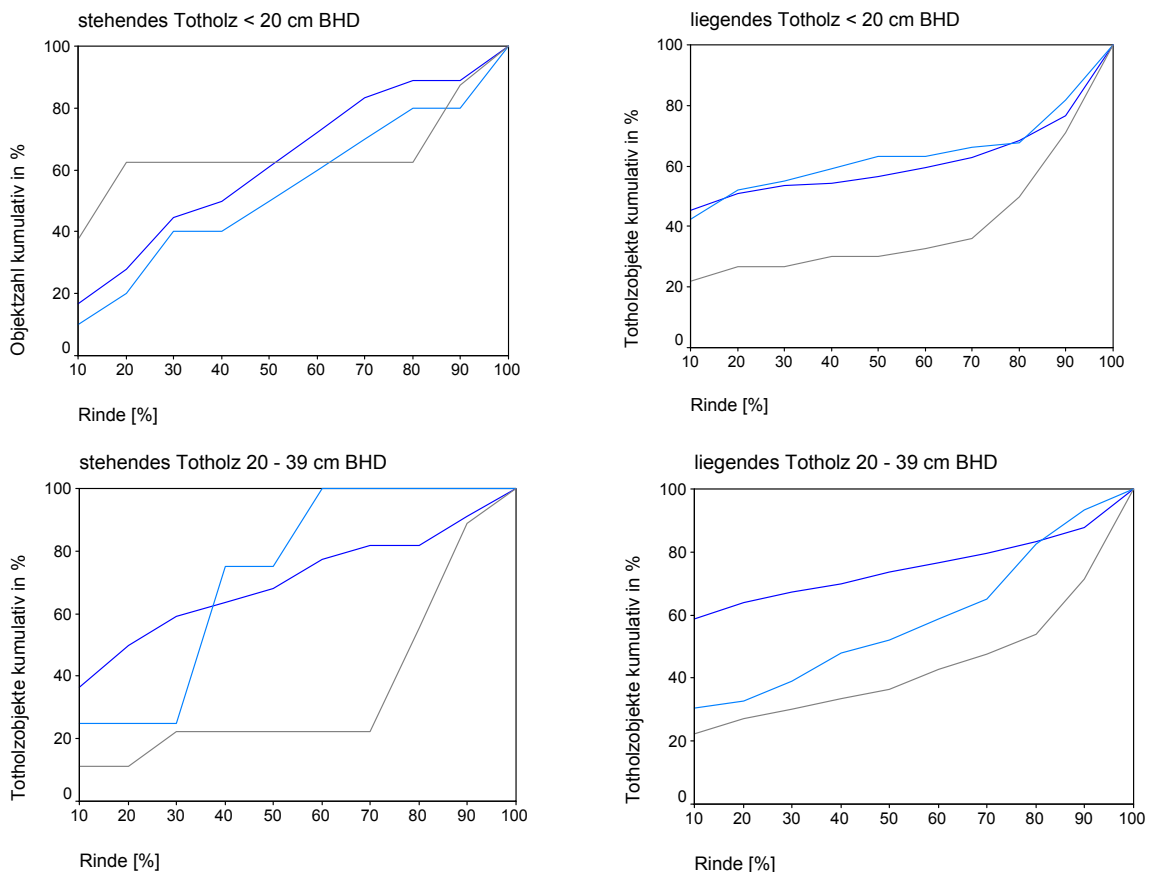 stehendes Totholz < 20 cm BHD
Objektzahl kumulativ in %
100
80
60
40
20
0
10 20 30 40 50 60 70 80 90 100
Rinde [%]
liegendes Totholz < 20 cm BHD
Totholzobjekte kumulativ in %
100
80
60
40
20
0
10 20 30 40 50 60 70 80 90 100
Rinde [%]
stehendes Totholz 20 - 39 cm BHD
Totholzobjekte kumulativ in %
100
80
60
40
20
0
10 20 30 40 50 60 70 80 90 100
Rinde [%]
liegendes Totholz 20 - 39 cm BHD
Totholzobjekte kumulativ in %
100
80
60
40
20
0
10 20 30 40 50 60 70 80 90 100
Rinde [%]